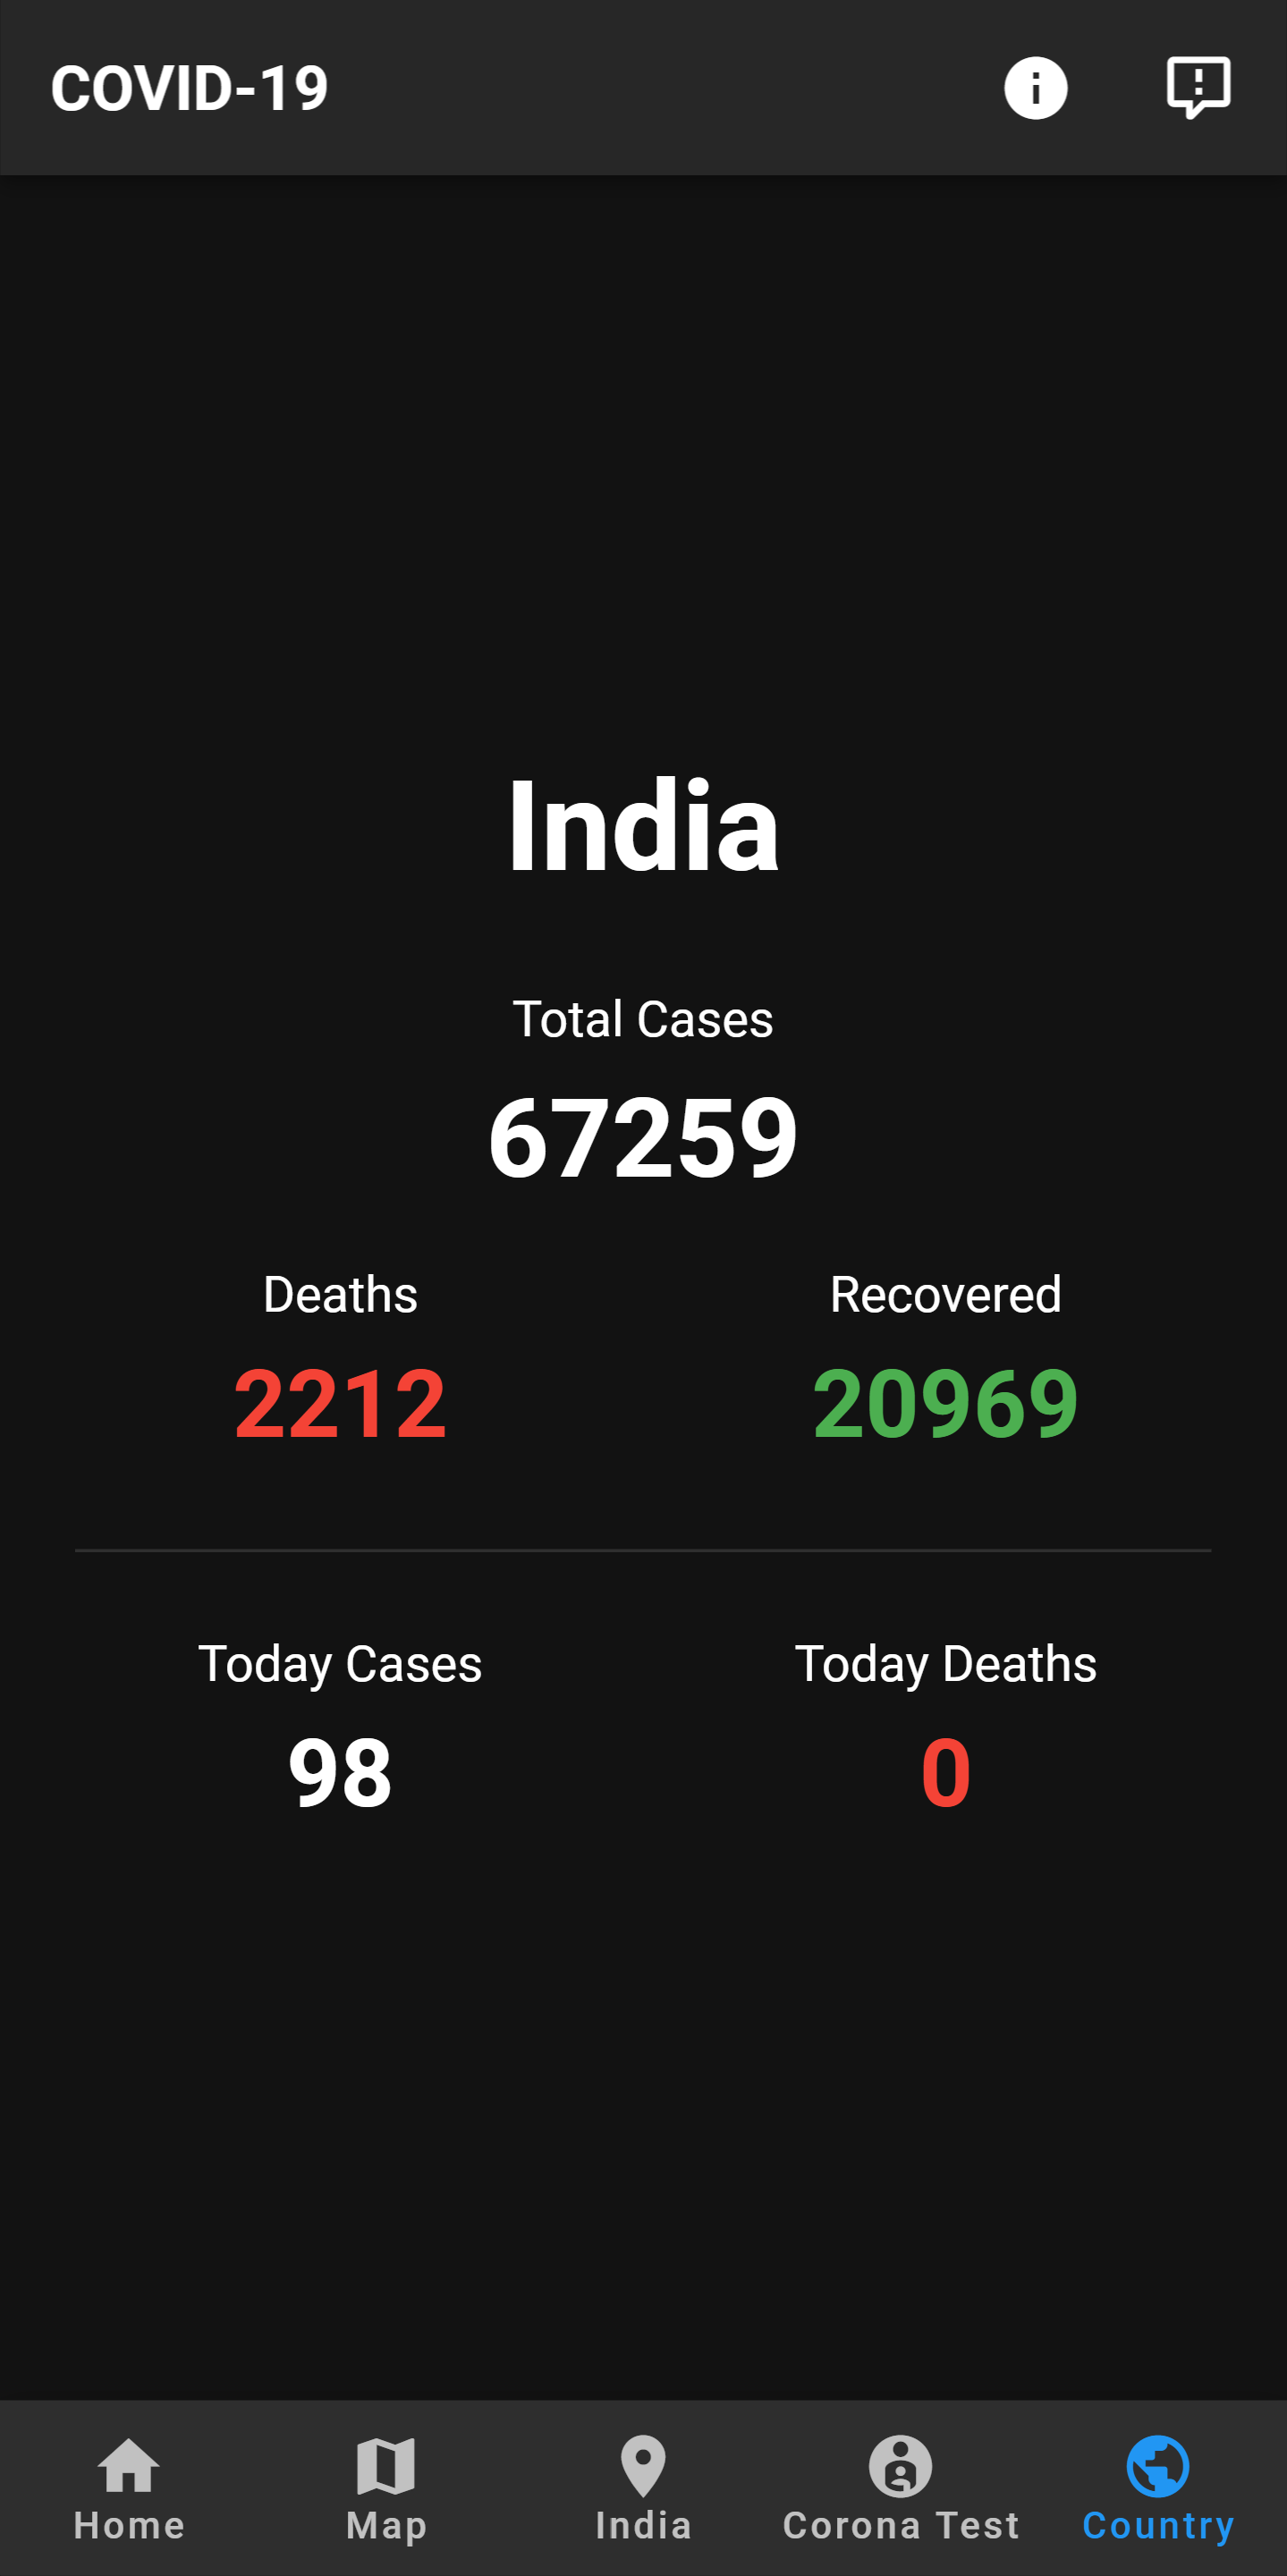 COVID-19
India
Total Cases
67259
Deaths Recovered
2212 20969
Today Cases Today Deaths
98 0
Home Map India Corona Test Country